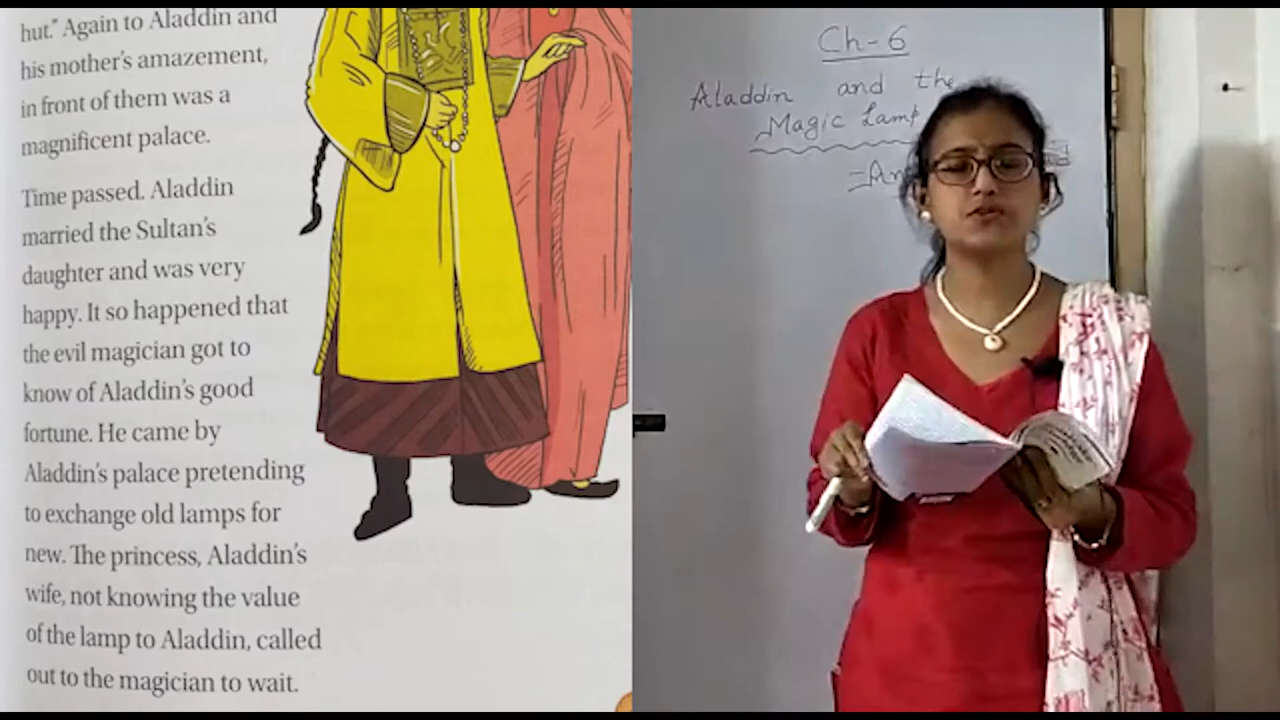 hut." Again to Aladdin and
his mother's amazement,
in front of them was a
magnificent palace.
Time passed. Aladdin
married the Sultan's
daughter and was very
happy. It so happened that
the evil magician got to
know of Aladdin's good
fortune. He came by
Aladdin's palace pretending
to exchange old lamps for
new. The princess, Aladdin's
wife, not knowing the value
of the lamp to Aladdin, called
out to the magician to wait.
Ch-6
Aladdin and the
Magic Lamp